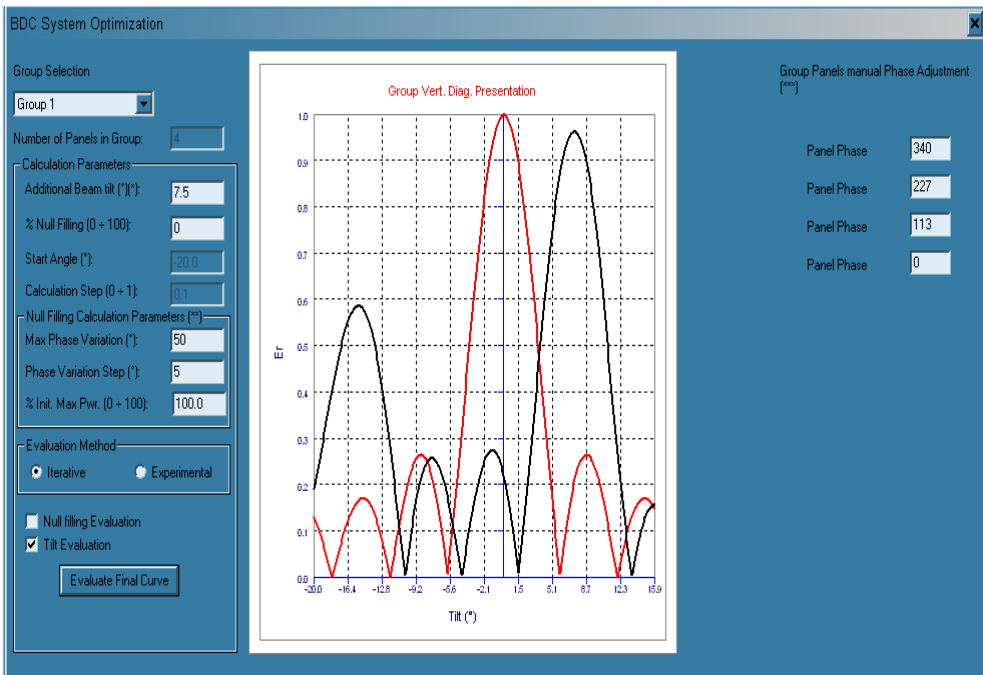 BDC System Optimization
Group Selection
Group 1
Number of Panels in Group: 4
Calculation Parameters
Additional Beam tilt (°)(*): 7.5
% Null Filling (0 ÷ 100): 0
Start Angle (°): -20.0
Calculation Step (0 ÷ 1): 0.1
Null Filling Calculation Parameters (**)
Max Phase Variation (°): 50
Phase Variation Step (°): 5
% Init. Max Pwr. (0 ÷ 100): 100.0
Evaluation Method
Iterative Experimental
Null filling Evaluation
Tilt Evaluation
Evaluate Final Curve
Group Vert. Diag. Presentation
1.0
0.9
0.8
0.7
0.6
0.5
0.4
0.3
0.2
0.1
0.0
Er
-20.0 -16.4 -12.8 -9.2 -5.6 -2.1 1.5 5.1 8.7 12.3 15.9
Tilt (°)
Group Panels manual Phase Adjustment
(***)
Panel Phase 340
Panel Phase 227
Panel Phase 113
Panel Phase 0